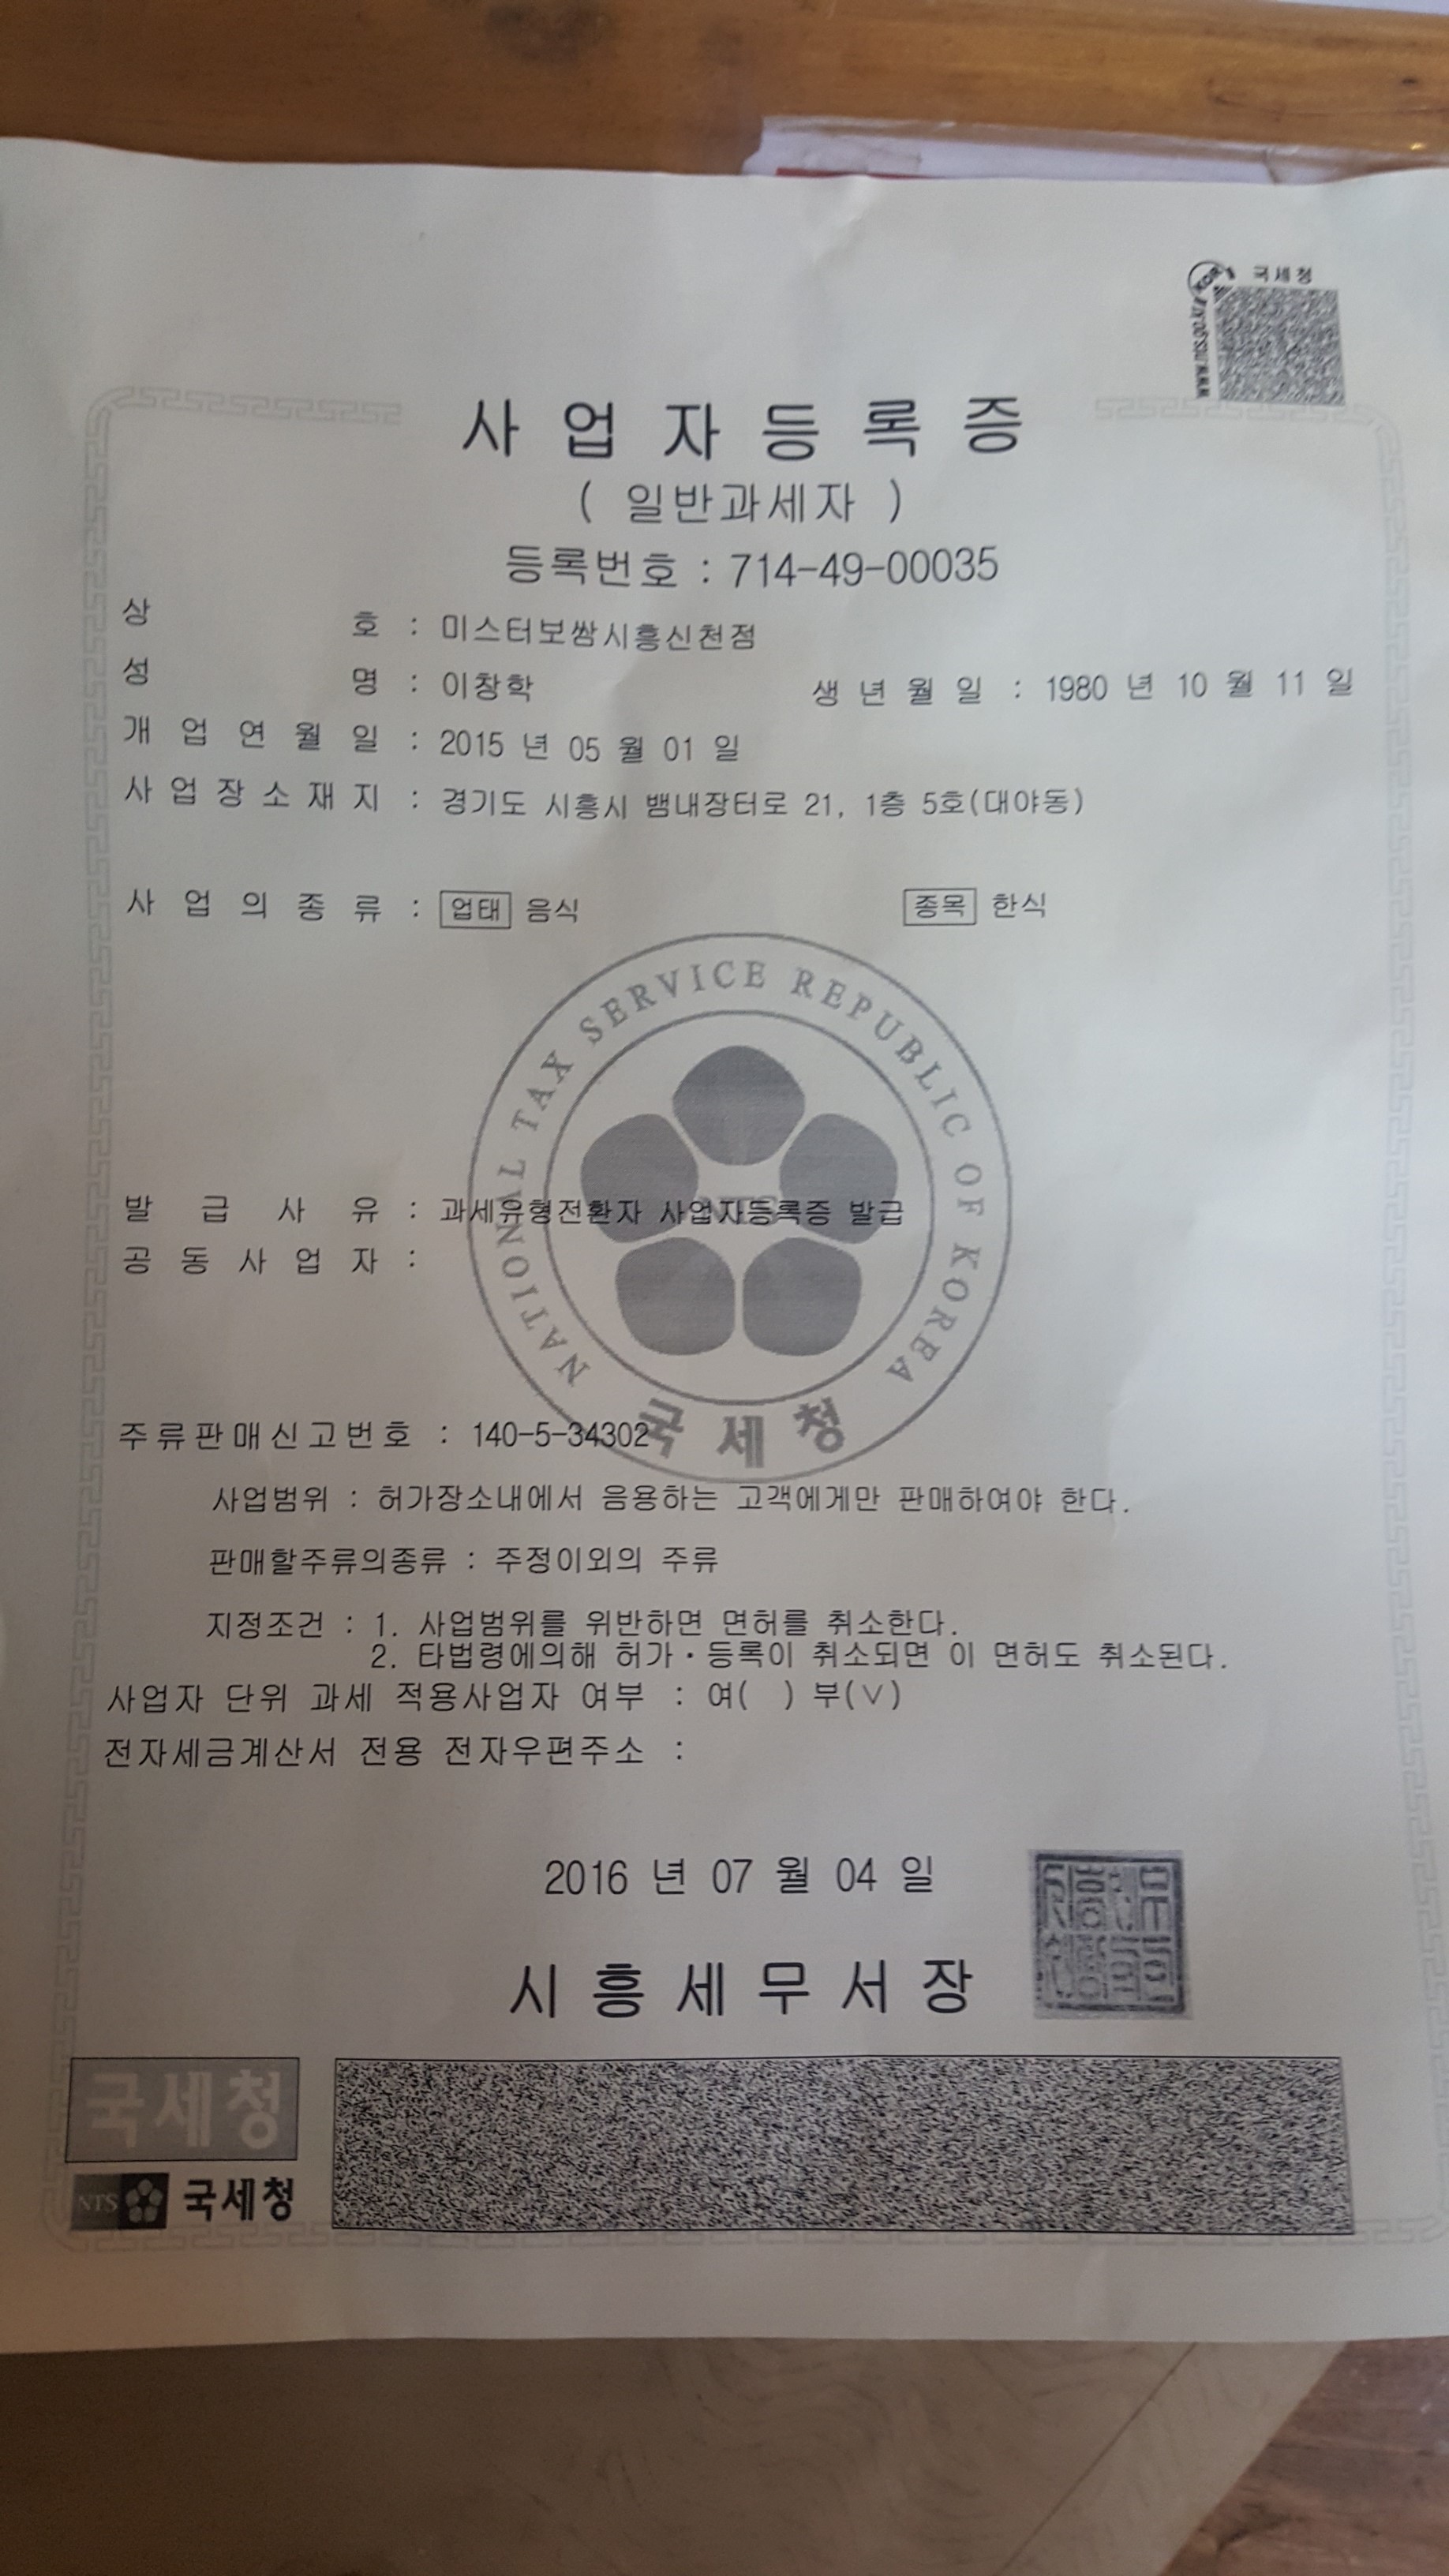 국세청
www.nts.go.kr
사업자등록증
( 일반과세자 )
등록번호 : 714-49-00035
상호 : 미스터보쌈시흥신천점
성명 : 이창학 생년월일 : 1980 년 10 월 11 일
개업연월일 : 2015 년 05 월 01 일
사업장소재지 : 경기도 시흥시 뱀내장터로 21, 1층 5호(대야동)
사업의종류 : 업태 음식 종목 한식
NATIONAL TAX SERVICE REPUBLIC OF KOREA
NTS
발급사유 : 과세유형전환자 사업자등록증 발급
공동사업자 :
국세청
주류판매신고번호 : 140-5-34302
사업범위 : 허가장소내에서 음용하는 고객에게만 판매하여야 한다.
판매할주류의종류 : 주정이외의 주류
지정조건 : 1. 사업범위를 위반하면 면허를 취소한다.
2. 타법령에의해 허가·등록이 취소되면 이 면허도 취소된다.
사업자 단위 과세 적용사업자 여부 : 여( ) 부(∨)
전자세금계산서 전용 전자우편주소 :
2016 년 07 월 04 일
시흥세무서장
국세청
NTS 국세청